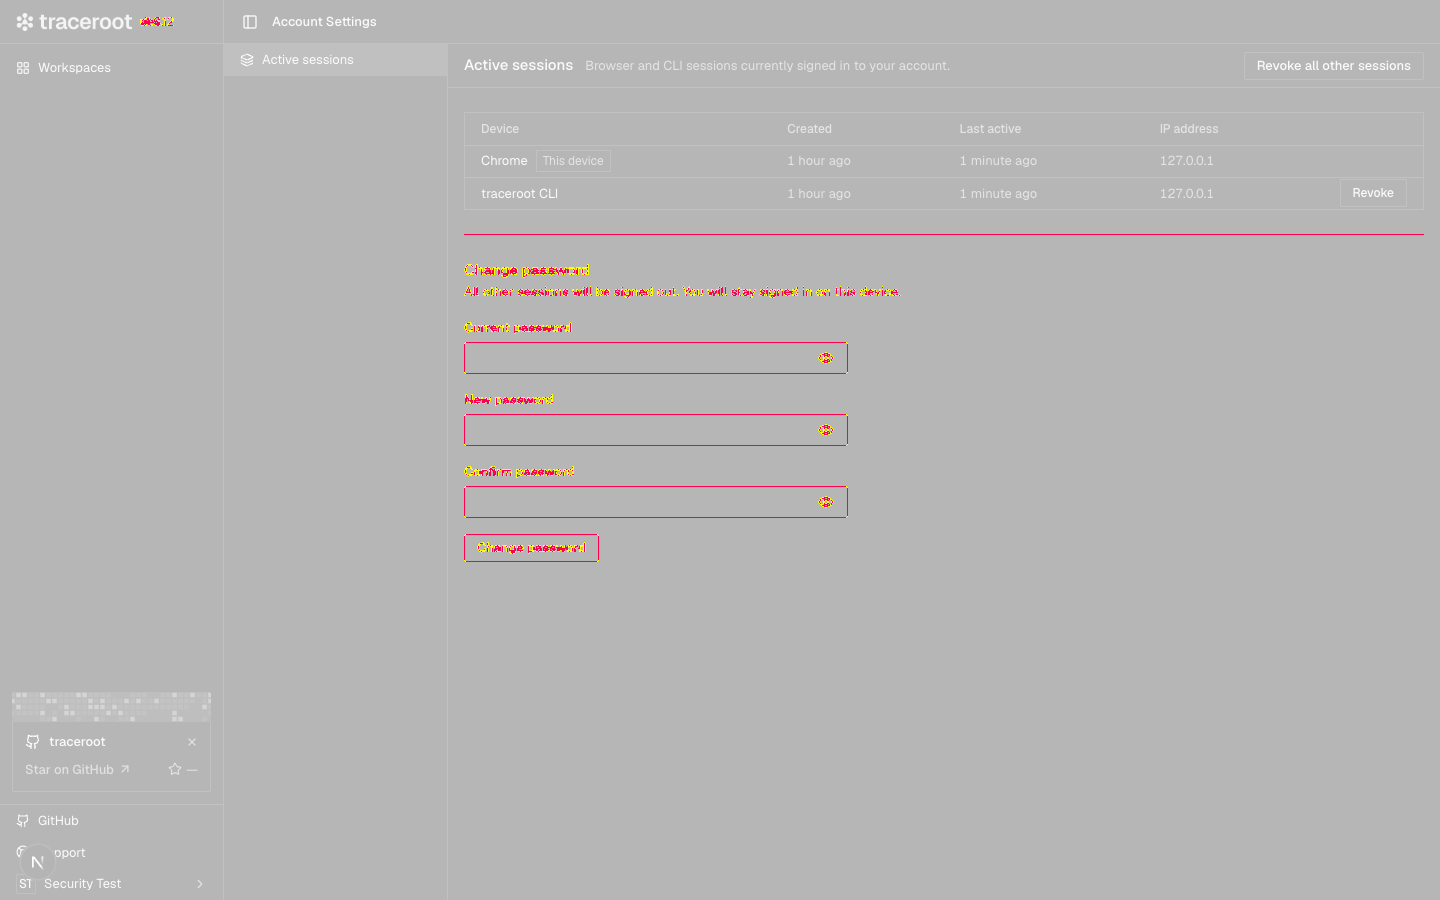 traceroot
Account Settings
Workspaces
Active sessions
Active sessions Browser and CLI sessions currently signed in to your account.
Revoke all other sessions
Device Created Last active IP address
Chrome This device 1 hour ago 1 minute ago 127.0.0.1
traceroot CLI 1 hour ago 1 minute ago 127.0.0.1 Revoke
Change password
All other sessions will be signed out. You will stay signed in on this device.
Current password
New password
Confirm password
Change password
traceroot
Star on GitHub
GitHub
ST Security Test